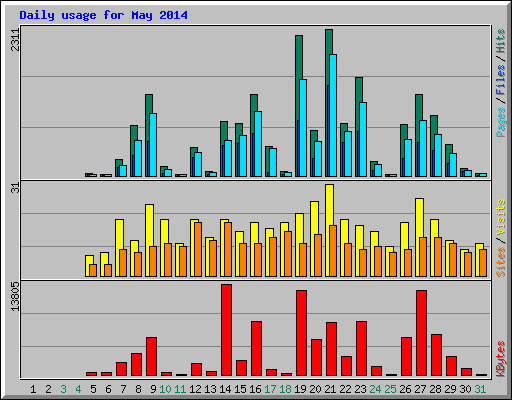 Daily usage for May 2014
2311
Pages/Files/Hits
31
Sites/Visits
13805
KBytes
1 2 3 4 5 6 7 8 9 10 11 12 13 14 15 16 17 18 19 20 21 22 23 24 25 26 27 28 29 30 31